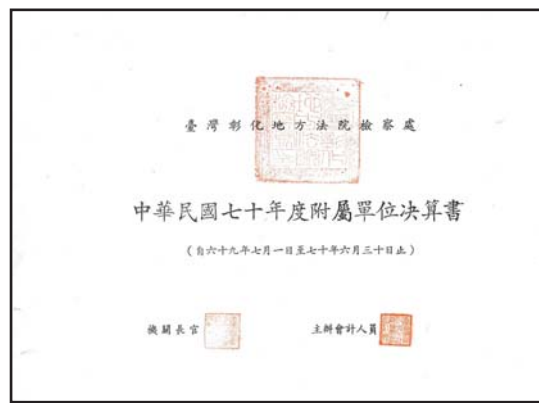 臺灣彰化地方法院檢察處
中華民國七十年度附屬單位決算書
(自六十九年七月一日至七十年六月三十日止)
機關長官
主辦會計人員